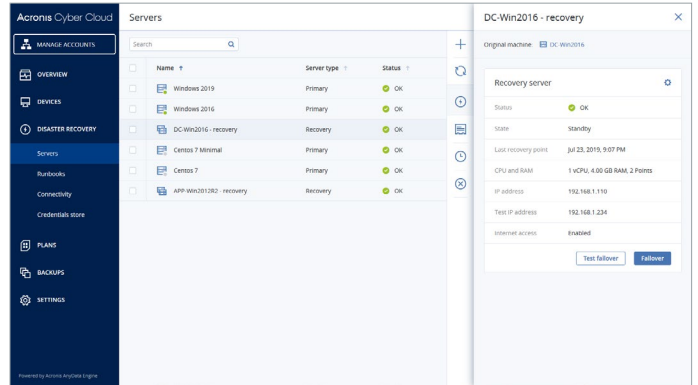 Acronis Cyber Cloud
MANAGE ACCOUNTS
OVERVIEW
DEVICES
DISASTER RECOVERY
Servers
Runbooks
Connectivity
Credentials store
PLANS
BACKUPS
SETTINGS
Powered by Acronis AnyData Engine
Servers
Search
Name Server type Status
Windows 2019 Primary OK
Windows 2016 Primary OK
DC-Win2016 - recovery Recovery OK
Centos 7 Minimal Primary OK
Centos 7 Primary OK
APP-Win2012R2 - recovery Recovery OK
DC-Win2016 - recovery
Original machine DC-Win2016
Recovery server
Status OK
State Standby
Last recovery point Jul 23, 2019, 9:07 PM
CPU and RAM 1 vCPU, 4.00 GB RAM, 2 Points
IP address 192.168.1.110
Test IP address 192.168.1.234
Internet access Enabled
Test failover Failover